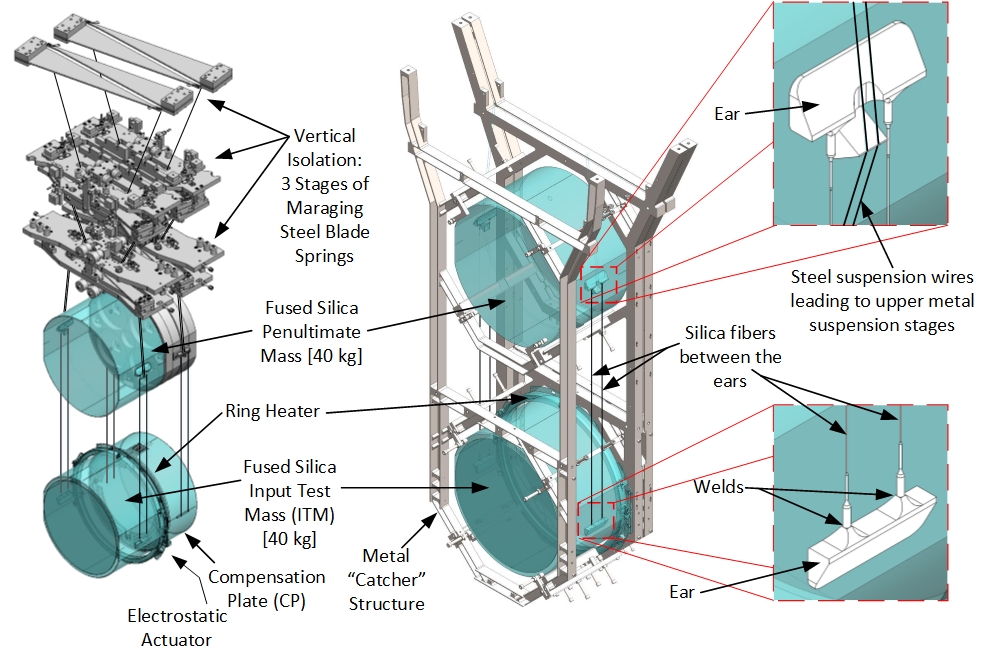 Vertical
Isolation:
3 Stages of
Maraging
Steel Blade
Springs
Fused Silica
Penultimate
Mass [40 kg]
Ring Heater
Fused Silica
Input Test
Mass (ITM)
[40 kg]
Metal
“Catcher”
Structure
Compensation
Plate (CP)
Electrostatic
Actuator
Ear
Steel suspension wires
leading to upper metal
suspension stages
Silica fibers
between the
ears
Welds
Ear